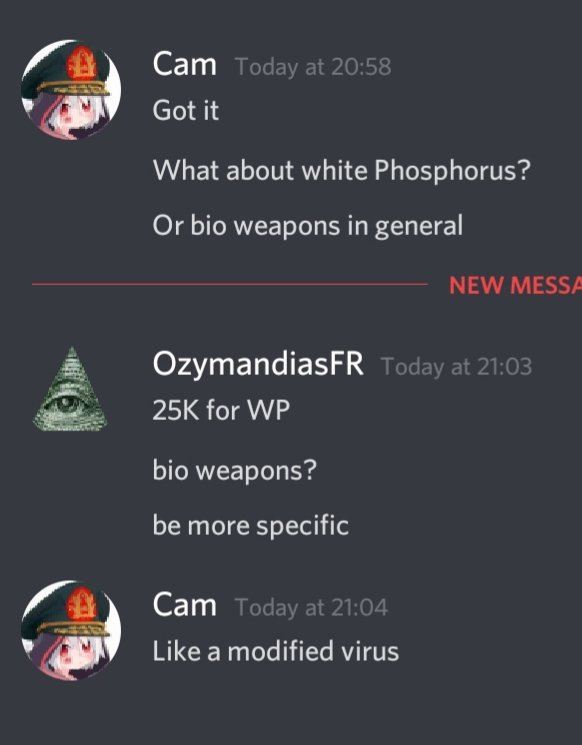 Cam Today at 20:58
Got it
What about white Phosphorus?
Or bio weapons in general
NEW
OzymandiasFR Today at 21:03
25K for WP
bio weapons?
be more specific
Cam Today at 21:04
Like a modified virus